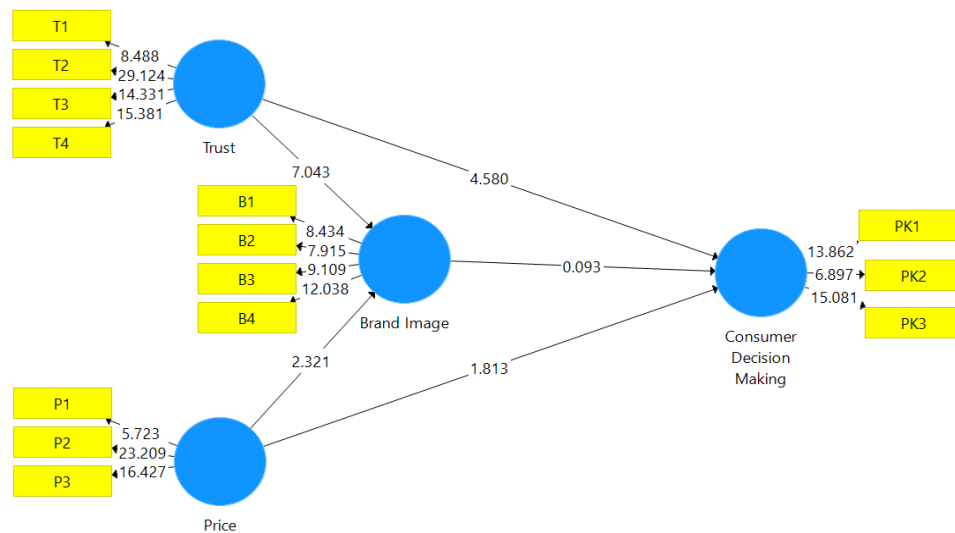 T1
8.488
T2
29.124
T3
14.331
15.381
T4
Trust
7.043
4.580
B1
8.434
B2
7.915
B3
9.109
12.038
B4
Brand Image
0.093
PK1
13.862
6.897
PK2
15.081
PK3
Consumer
Decision
Making
2.321
1.813
P1
5.723
P2
23.209
16.427
P3
Price